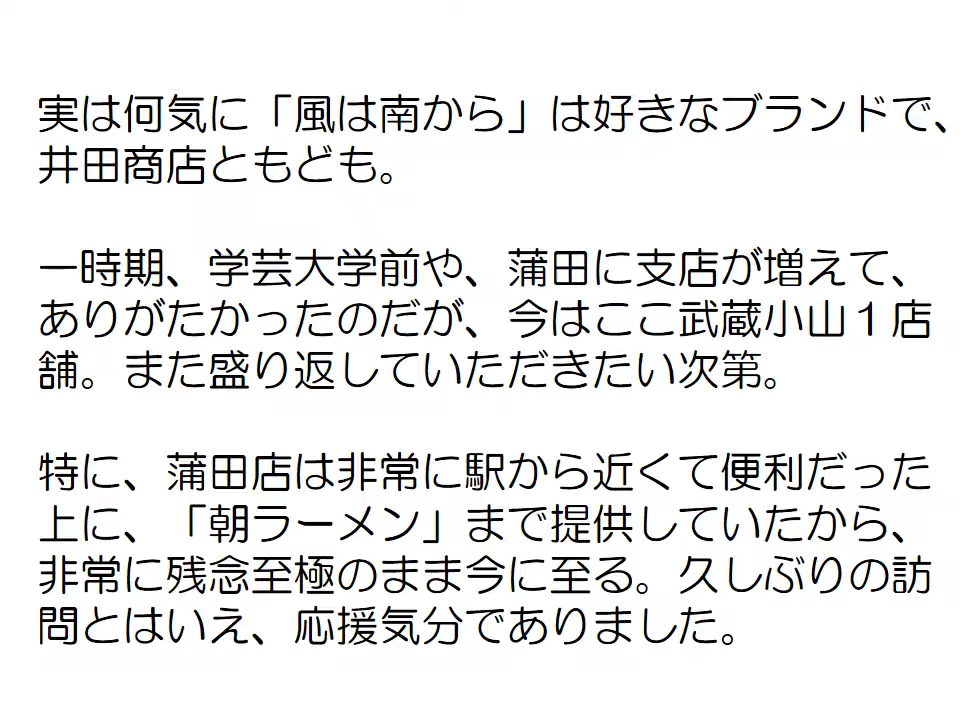 実は何気に「風は南から」は好きなブランドで、
井田商店ともども。
一時期、学芸大学前や、蒲田に支店が増えて、
ありがたかったのだが、今はここ武蔵小山１店
舗。また盛り返していただきたい次第。
特に、蒲田店は非常に駅から近くて便利だった
上に、「朝ラーメン」まで提供していたから、
非常に残念至極のまま今に至る。久しぶりの訪
問とはいえ、応援気分でありました。